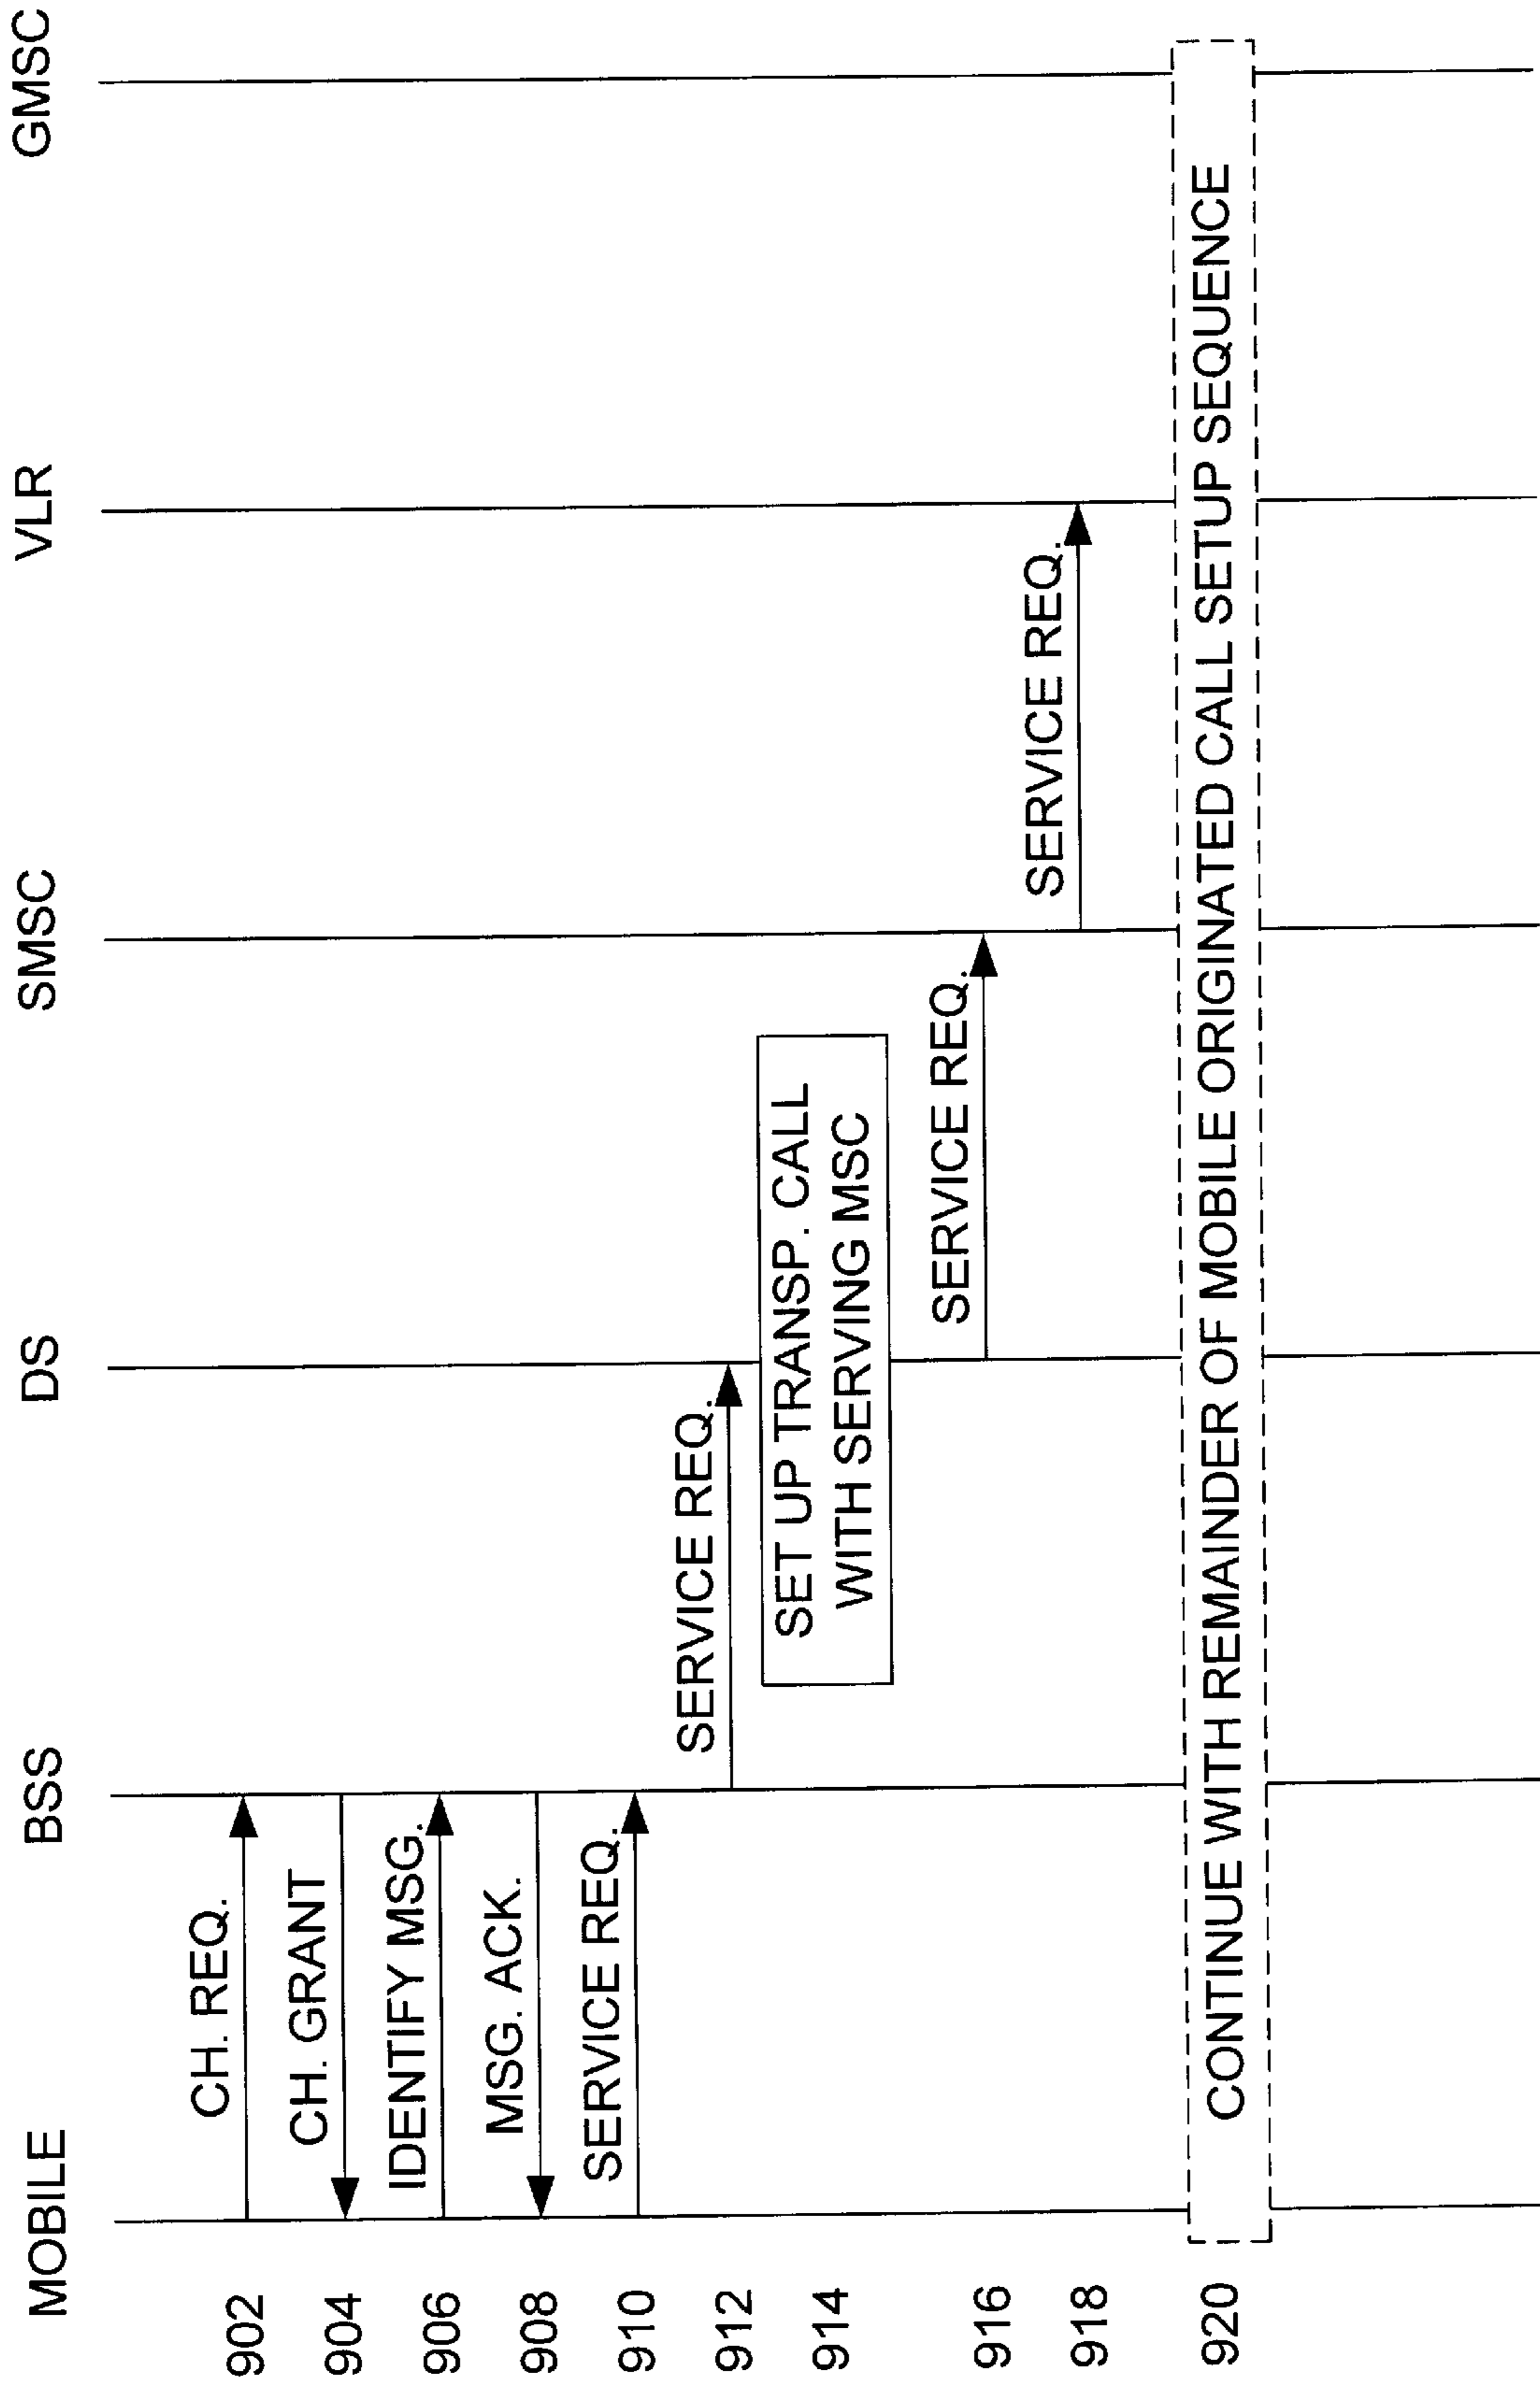 MOBILE
BSS
DS
SMSC
VLR
GMSC
902
CH. REQ.
904
CH. GRANT
906
IDENTIFY MSG.
908
MSG. ACK.
910
SERVICE REQ.
912
SERVICE REQ.
914
SET UP TRANSP. CALL
WITH SERVING MSC
916
SERVICE REQ.
918
SERVICE REQ.
920
CONTINUE WITH REMAINDER OF MOBILE ORIGINATED CALL SETUP SEQUENCE